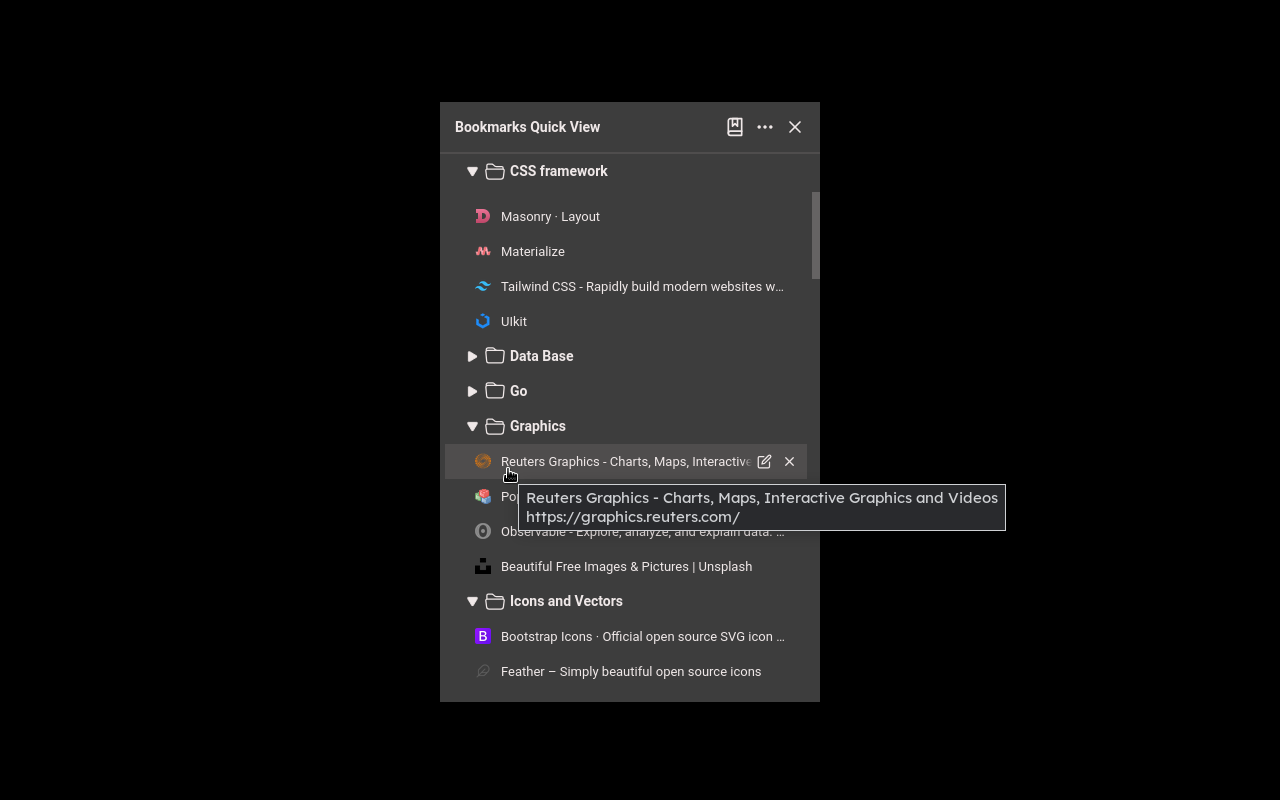 Bookmarks Quick View
CSS framework
Masonry · Layout
Materialize
Tailwind CSS - Rapidly build modern websites w...
UIkit
Data Base
Go
Graphics
Reuters Graphics - Charts, Maps, Interactive
Reuters Graphics - Charts, Maps, Interactive Graphics and Videos
https://graphics.reuters.com/
Observable - Explore, analyze, and explain data. ...
Beautiful Free Images & Pictures | Unsplash
Icons and Vectors
B
Bootstrap Icons · Official open source SVG icon ...
Feather – Simply beautiful open source icons